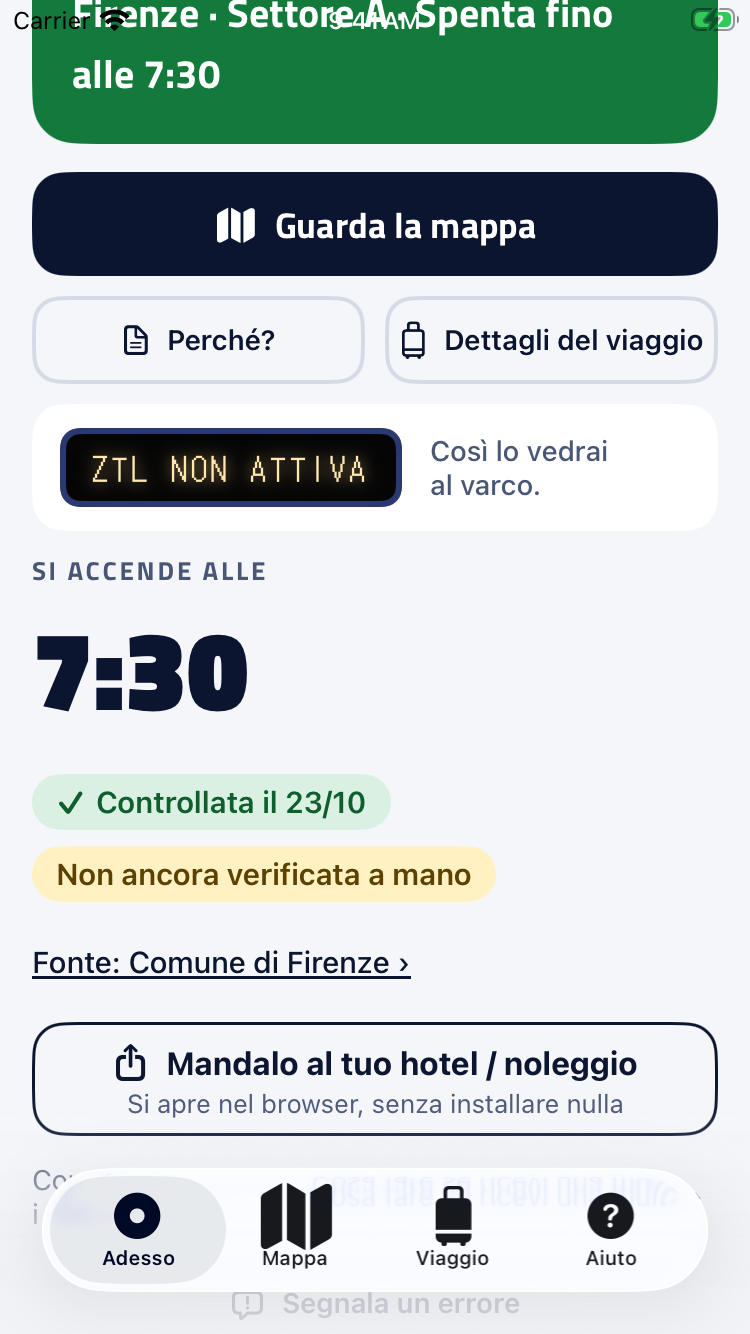 Carrier
9:41 AM
Firenze · Settore A · Spenta fino
alle 7:30
Guarda la mappa
Perché?
Dettagli del viaggio
ZTL NON ATTIVA
Così lo vedrai
al varco.
SI ACCENDE ALLE
7:30
Controllata il 23/10
Non ancora verificata a mano
Fonte: Comune di Firenze ›
Mandalo al tuo hotel / noleggio
Si apre nel browser, senza installare nulla
Adesso
Mappa
Viaggio
Aiuto
Segnala un errore